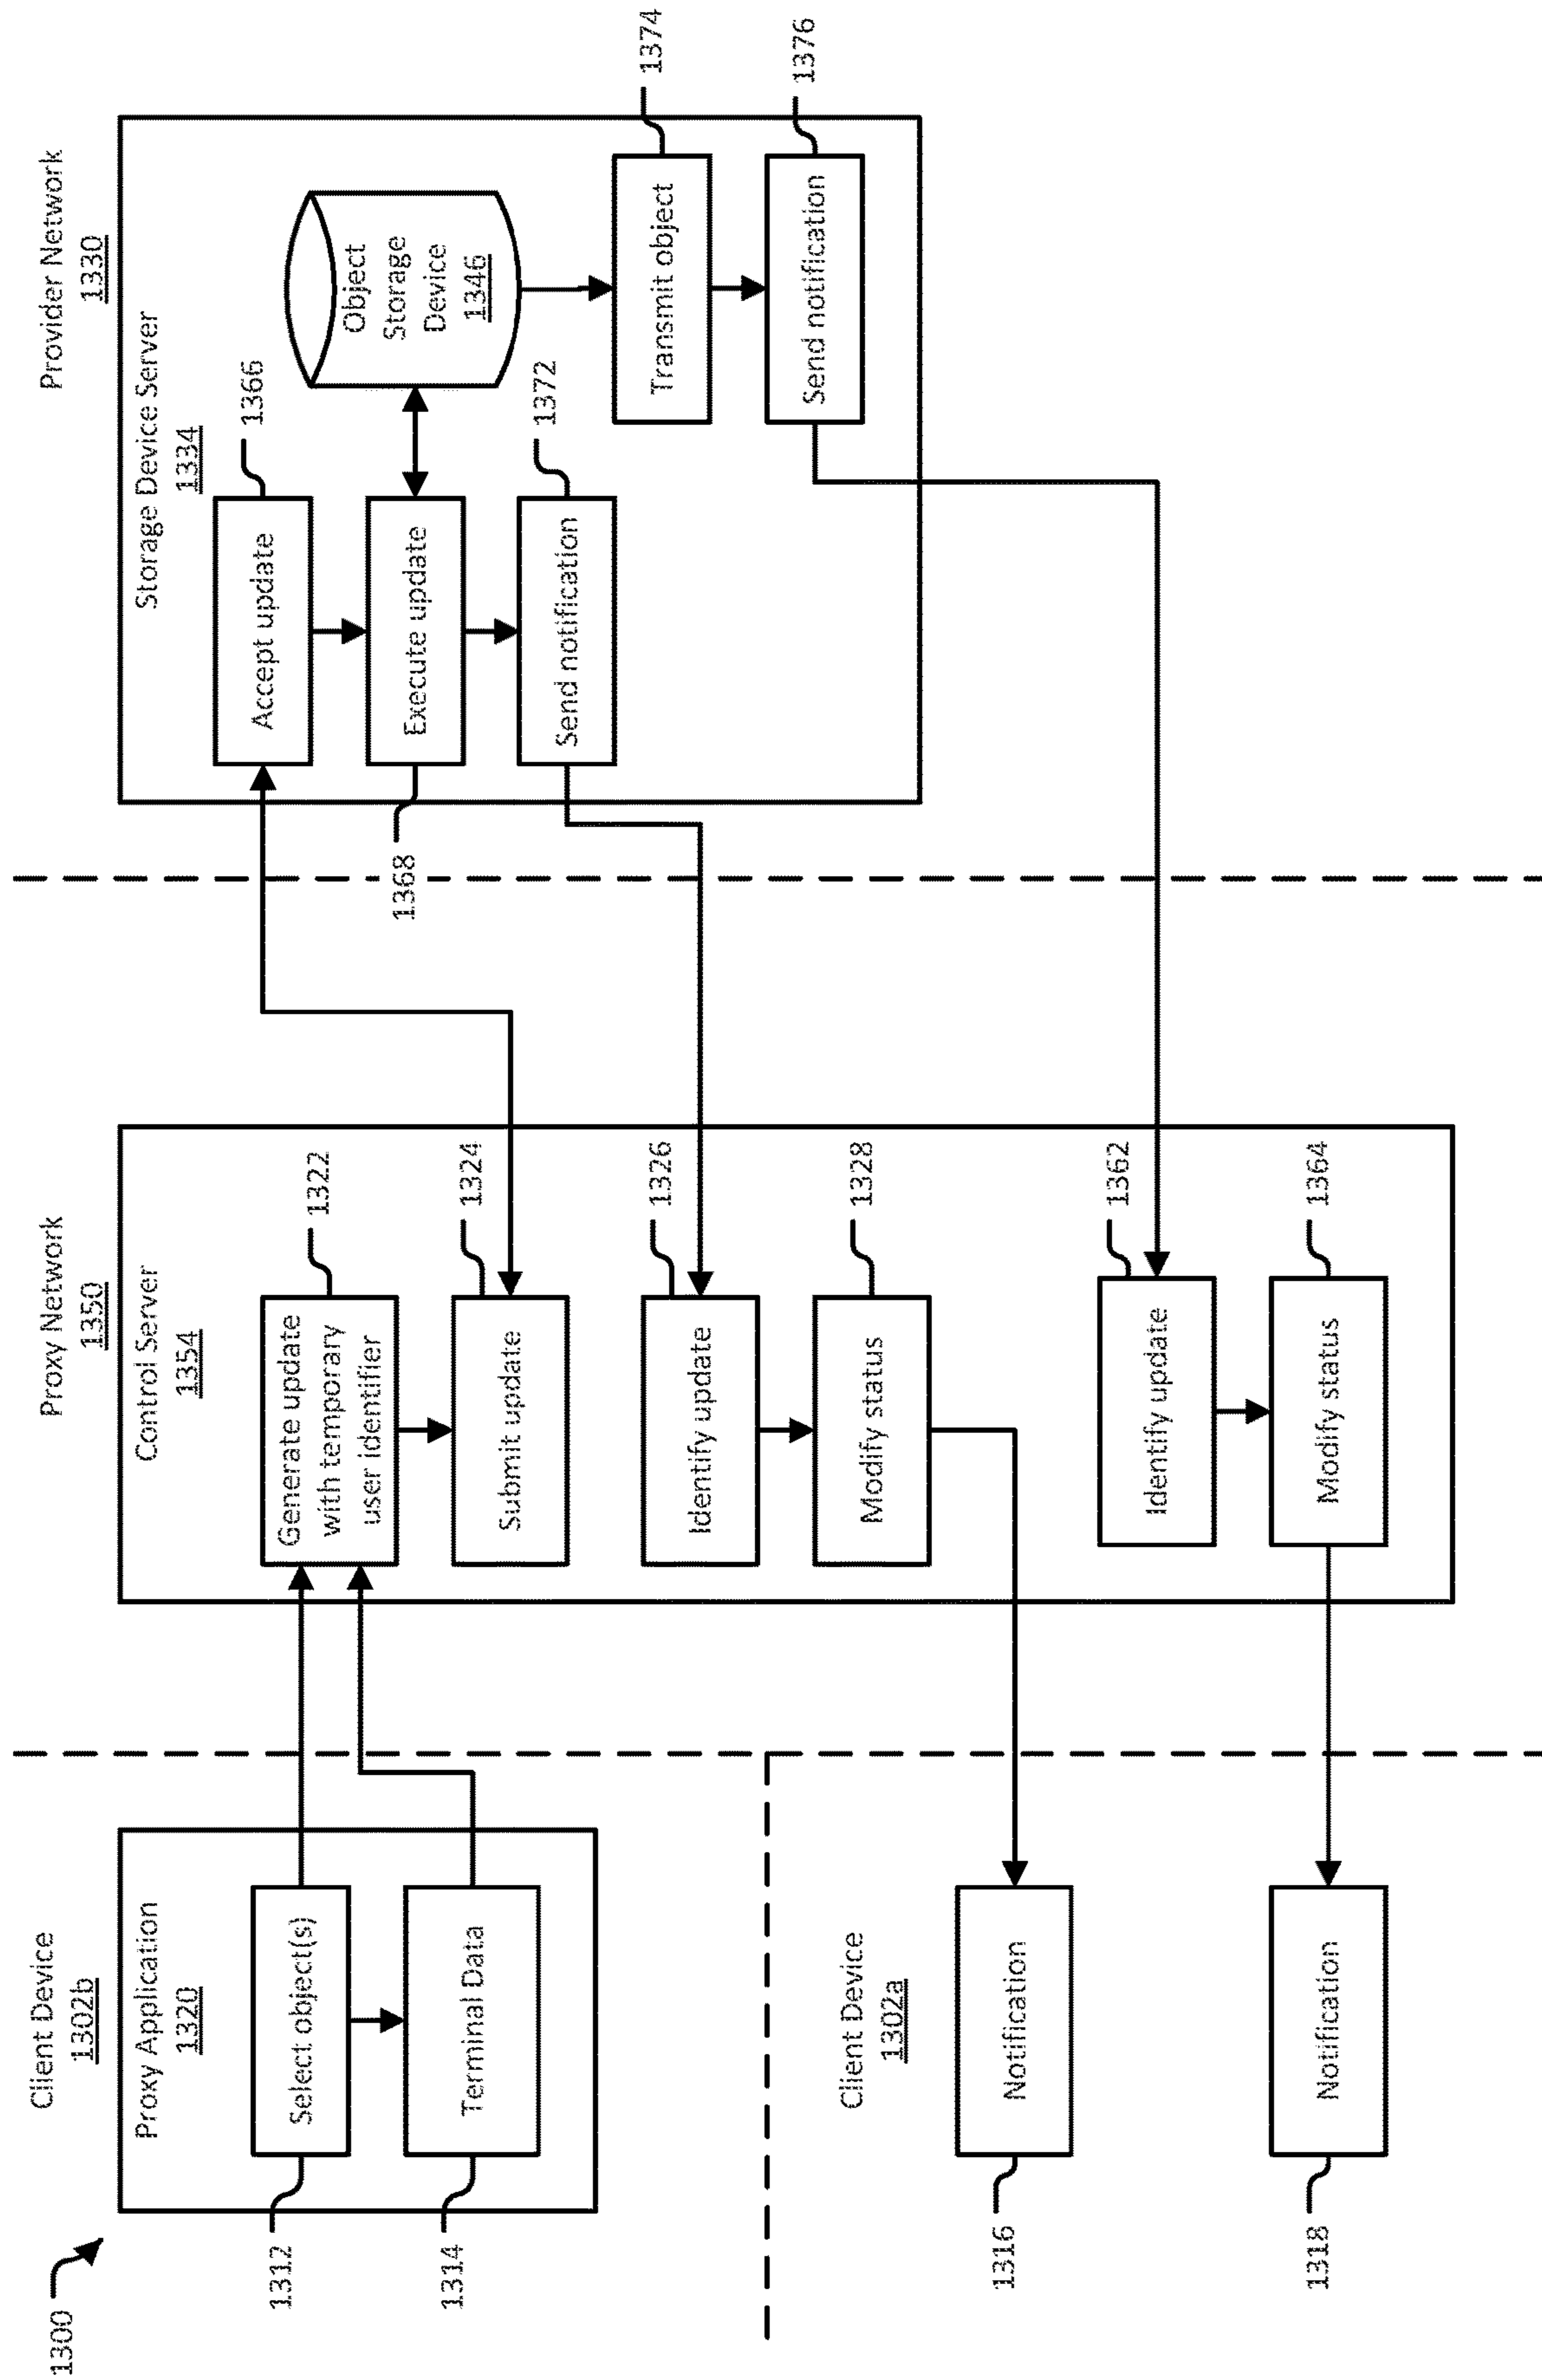 1300
Client Device
1302b
Proxy Application
1320
Select object(s)
1312
Terminal Data
1314
Client Device
1302a
Notification
1316
Notification
1318
Proxy Network
1350
Control Server
1354
Generate update
with temporary
user identifier
1322
Submit update
1324
Identify update
1326
Modify status
1328
Identify update
1362
Modify status
1364
Provider Network
1330
Storage Device Server
1334
Accept update
1366
Execute update
1368
Send notification
1372
Object
Storage
Device
1346
Transmit object
1374
Send notification
1376